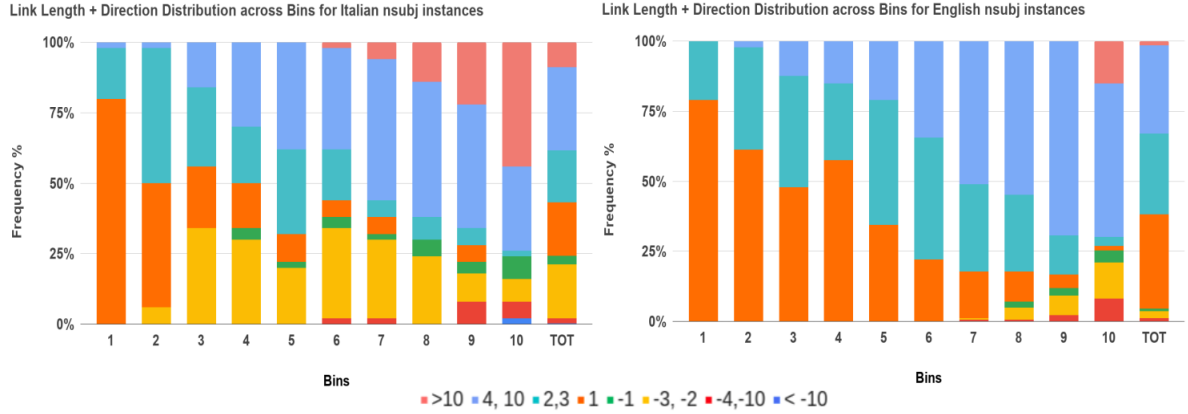 Link Length + Direction Distribution across Bins for Italian nsubj instances
100%
75%
50%
25%
0%
Frequency %
1 2 3 4 5 6 7 8 9 10 TOT
Bins
Link Length + Direction Distribution across Bins for English nsubj instances
100%
75%
50%
25%
0%
Frequency %
1 2 3 4 5 6 7 8 9 10 TOT
Bins
>10 4, 10 2,3 1 -1 -3, -2 -4,-10 < -10